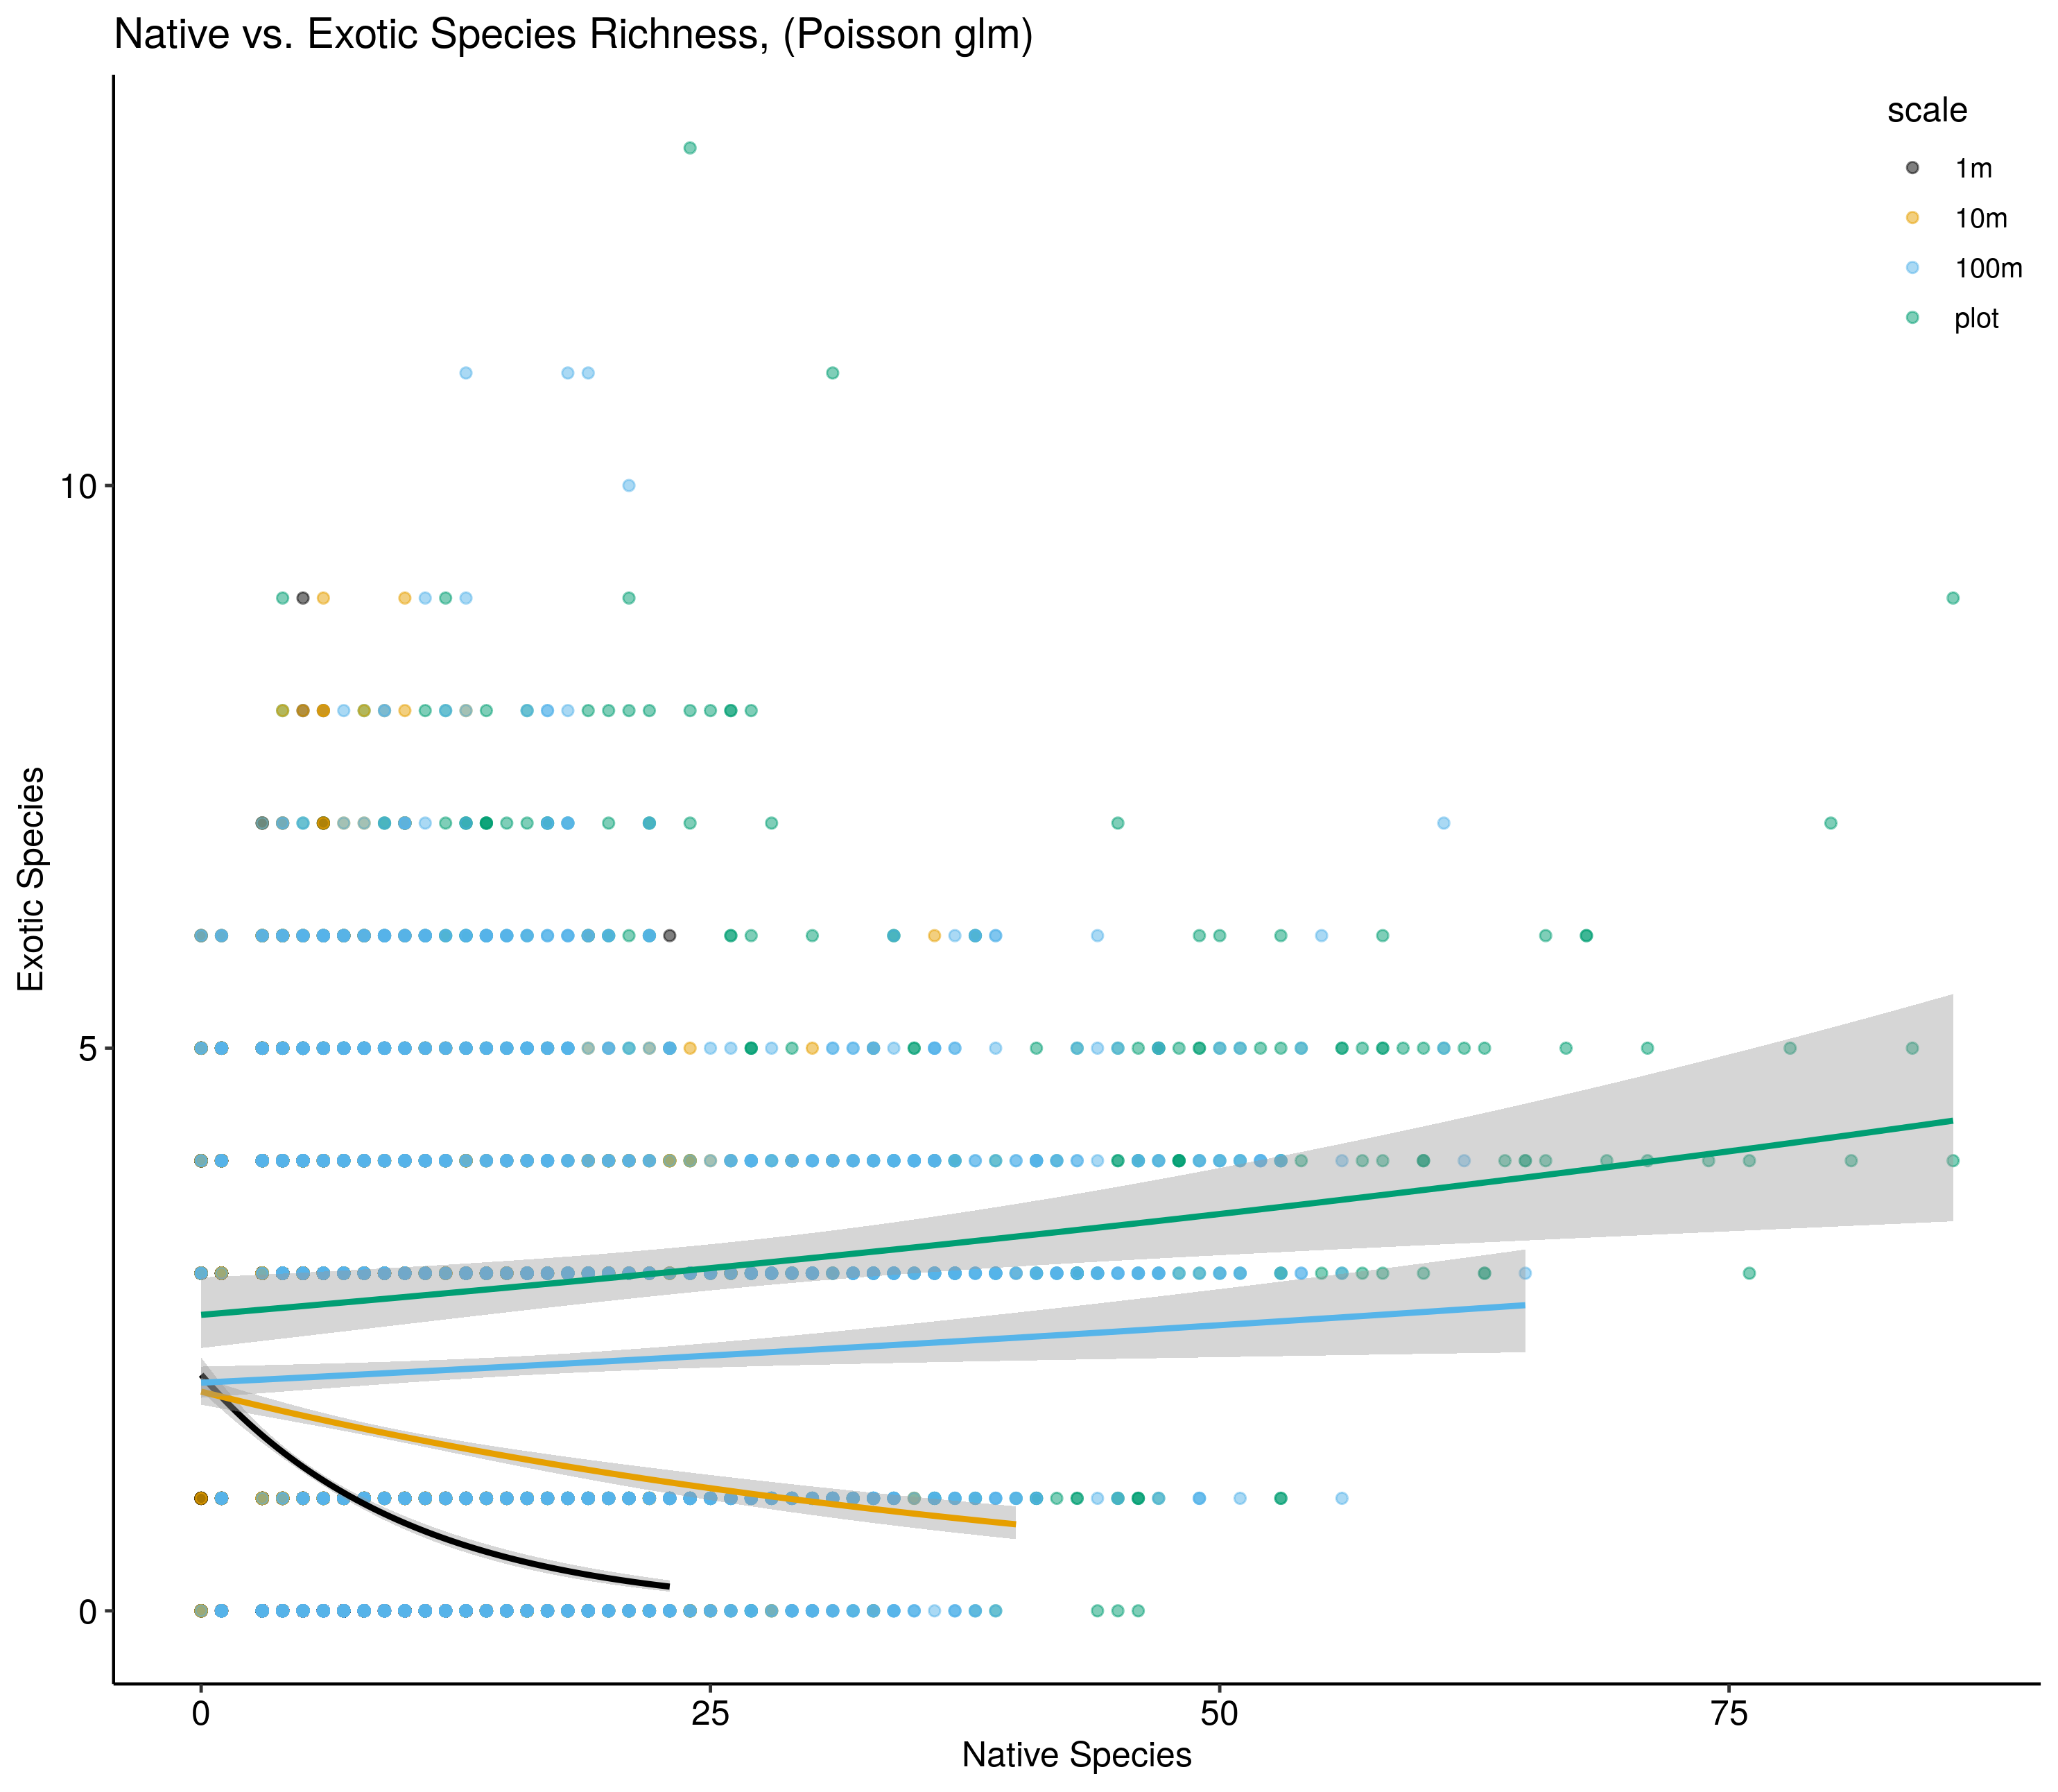 Native vs. Exotic Species Richness, (Poisson glm)
scale
1m
10m
100m
plot
10
5
0
Exotic Species
0 25 50 75
Native Species